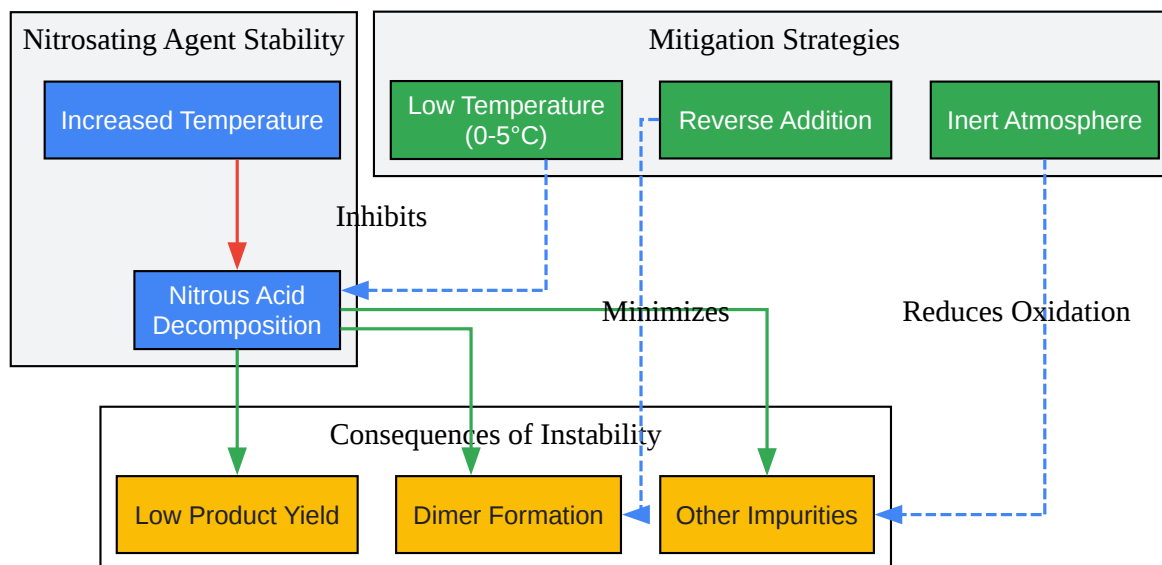 Nitrosating Agent Stability
Mitigation Strategies
Increased Temperature
Low Temperature
(0-5°C)
Reverse Addition
Inert Atmosphere
Inhibits
Nitrous Acid
Decomposition
Minimizes
Reduces Oxidation
Consequences of Instability
Low Product Yield
Dimer Formation
Other Impurities